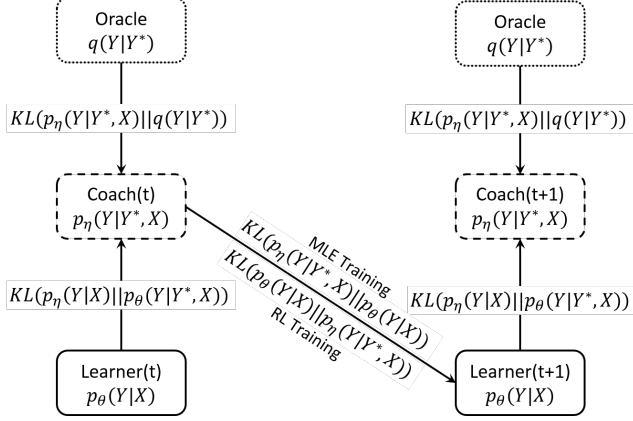 Oracle
q(Y|Y*)
KL(pη(Y|Y*, X)||q(Y|Y*))
Coach(t)
pη(Y|Y*, X)
KL(pη(Y|X)||pθ(Y|Y*, X))
Learner(t)
pθ(Y|X)
MLE Training
KL(pη(Y|Y*, X)||pθ(Y|X))
KL(pθ(Y|X)||pη(Y|Y*, X))
RL Training
Oracle
q(Y|Y*)
KL(pη(Y|Y*, X)||q(Y|Y*))
Coach(t+1)
pη(Y|Y*, X)
KL(pη(Y|X)||pθ(Y|Y*, X))
Learner(t+1)
pθ(Y|X)